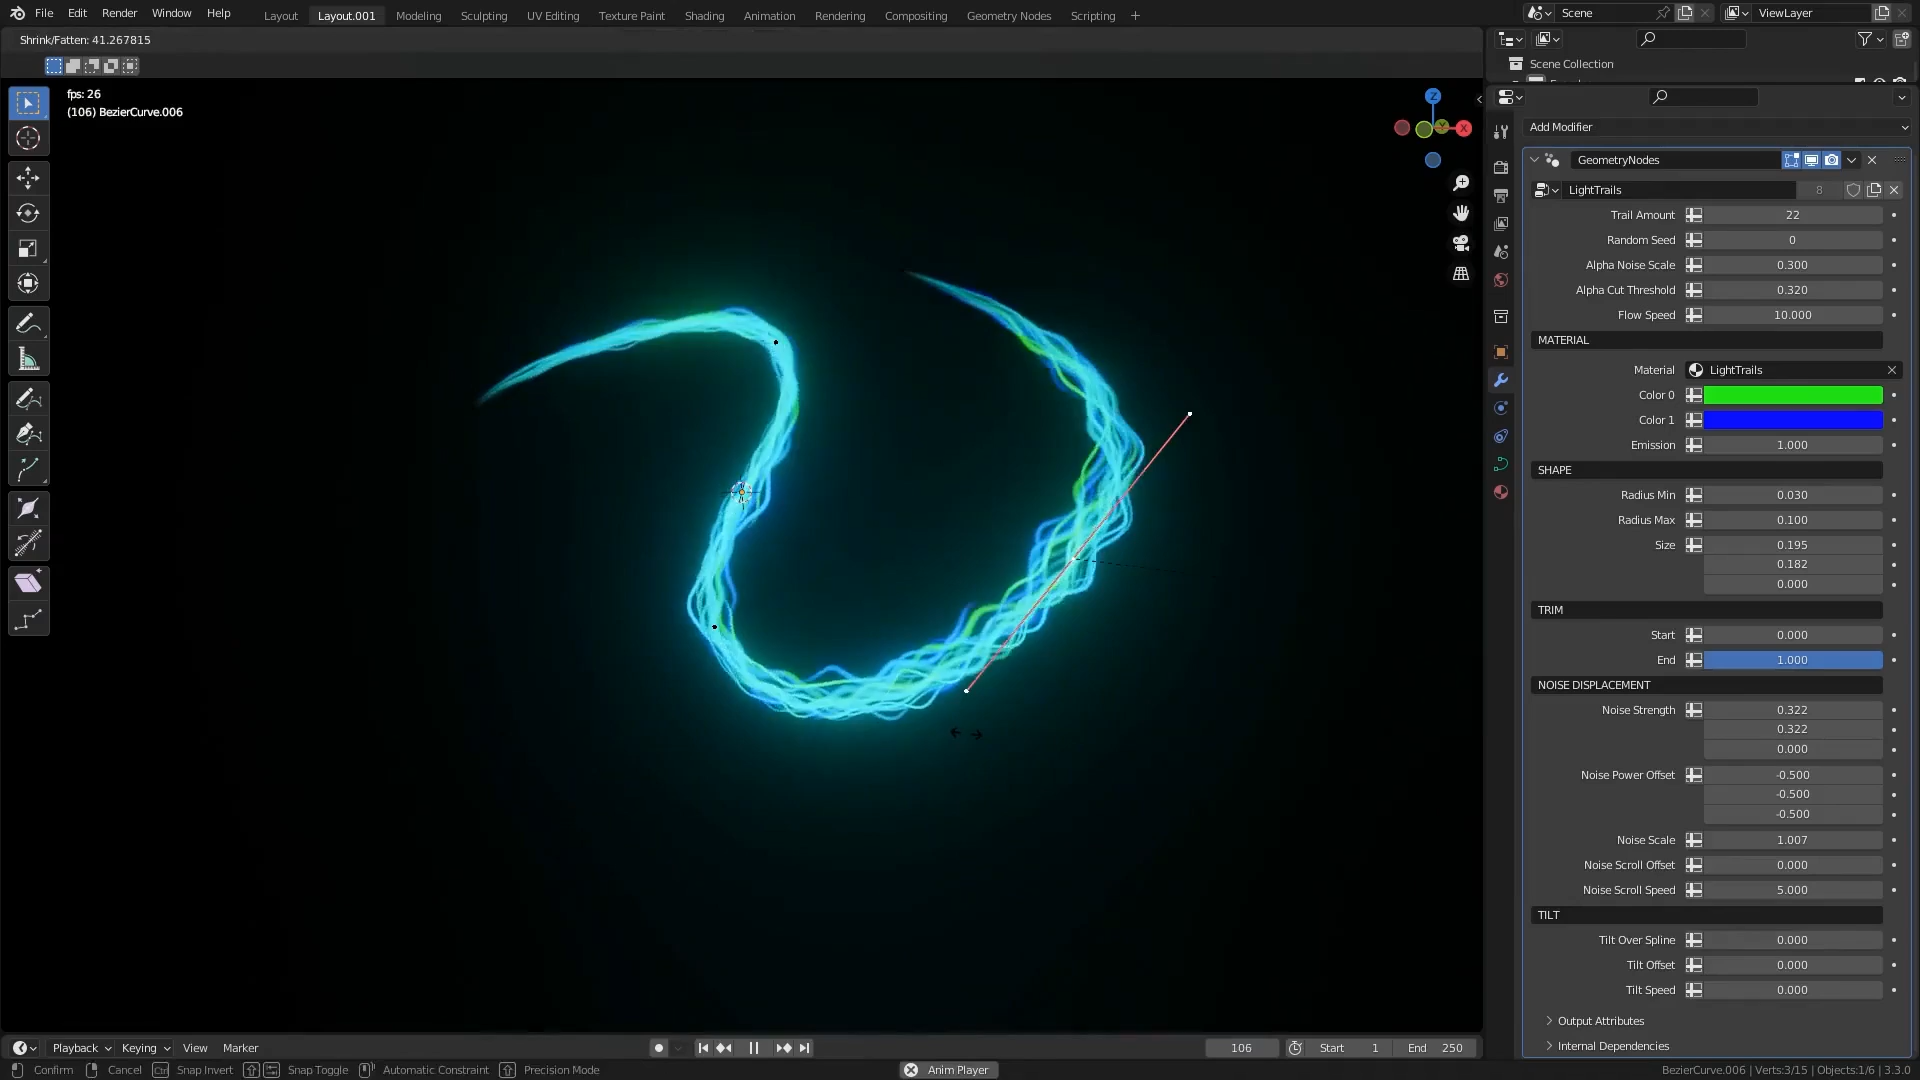 File Edit Render Window Help Layout Layout.001 Modeling Sculpting UV Editing Texture Paint Shading Animation Rendering Compositing Geometry Nodes Scripting + Scene ViewLayer
Shrink/Fatten: 41.267815
Scene Collection
fps: 26
(106) BezierCurve.006
Z
X
Add Modifier
GeometryNodes
LightTrails 8
Trail Amount 22
Random Seed 0
Alpha Noise Scale 0.300
Alpha Cut Threshold 0.320
Flow Speed 10.000
MATERIAL
Material LightTrails
Color 0
Color 1
Emission 1.000
SHAPE
Radius Min 0.030
Radius Max 0.100
Size 0.195
0.182
0.000
TRIM
Start 0.000
End 1.000
NOISE DISPLACEMENT
Noise Strength 0.322
0.322
0.000
Noise Power Offset -0.500
-0.500
-0.500
Noise Scale 1.007
Noise Scroll Offset 0.000
Noise Scroll Speed 5.000
TILT
Tilt Over Spline 0.000
Tilt Offset 0.000
Tilt Speed 0.000
Output Attributes
Internal Dependencies
Playback Keying View Marker 106 Start 1 End 250
Confirm Cancel Ctrl Snap Invert Snap Toggle Automatic Constraint Precision Mode Anim Player BezierCurve.006 | Verts:3/15 | Objects:1/6 | 3.3.0